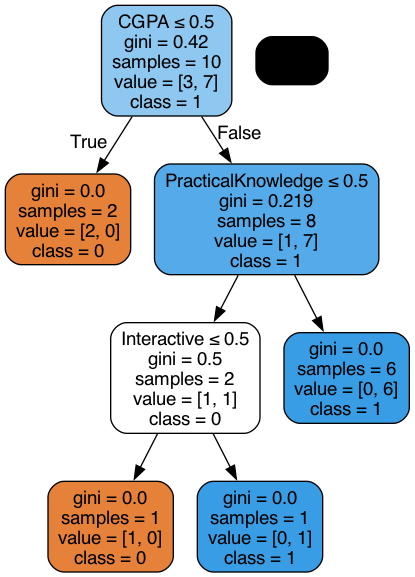 CGPA ≤ 0.5
gini = 0.42
samples = 10
value = [3, 7]
class = 1
True
False
gini = 0.0
samples = 2
value = [2, 0]
class = 0
PracticalKnowledge ≤ 0.5
gini = 0.219
samples = 8
value = [1, 7]
class = 1
Interactive ≤ 0.5
gini = 0.5
samples = 2
value = [1, 1]
class = 0
gini = 0.0
samples = 6
value = [0, 6]
class = 1
gini = 0.0
samples = 1
value = [1, 0]
class = 0
gini = 0.0
samples = 1
value = [0, 1]
class = 1